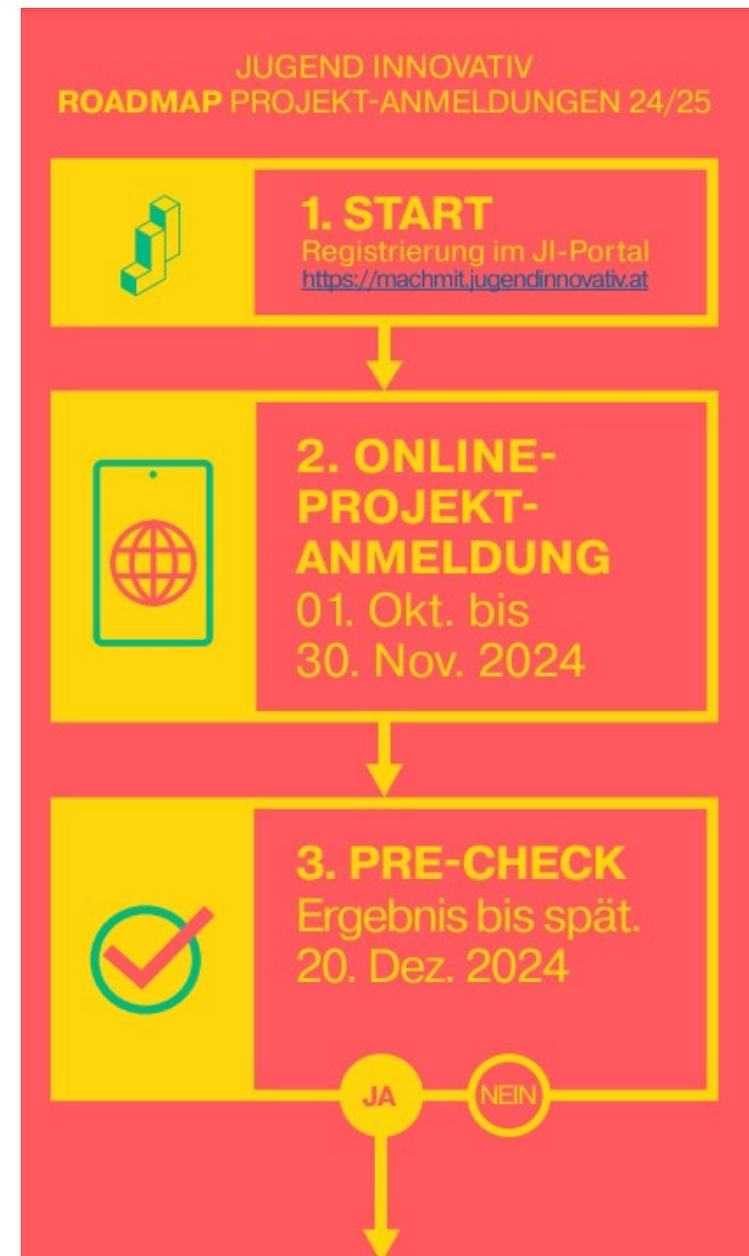 JUGEND INNOVATIV
ROADMAP PROJEKT-ANMELDUNGEN 24/25
1. START
Registrierung im JI-Portal
https://machmit.jugendinnovativ.at
2. ONLINE-
PROJEKT-
ANMELDUNG
01. Okt. bis
30. Nov. 2024
3. PRE-CHECK
Ergebnis bis spät.
20. Dez. 2024
JA
NEIN